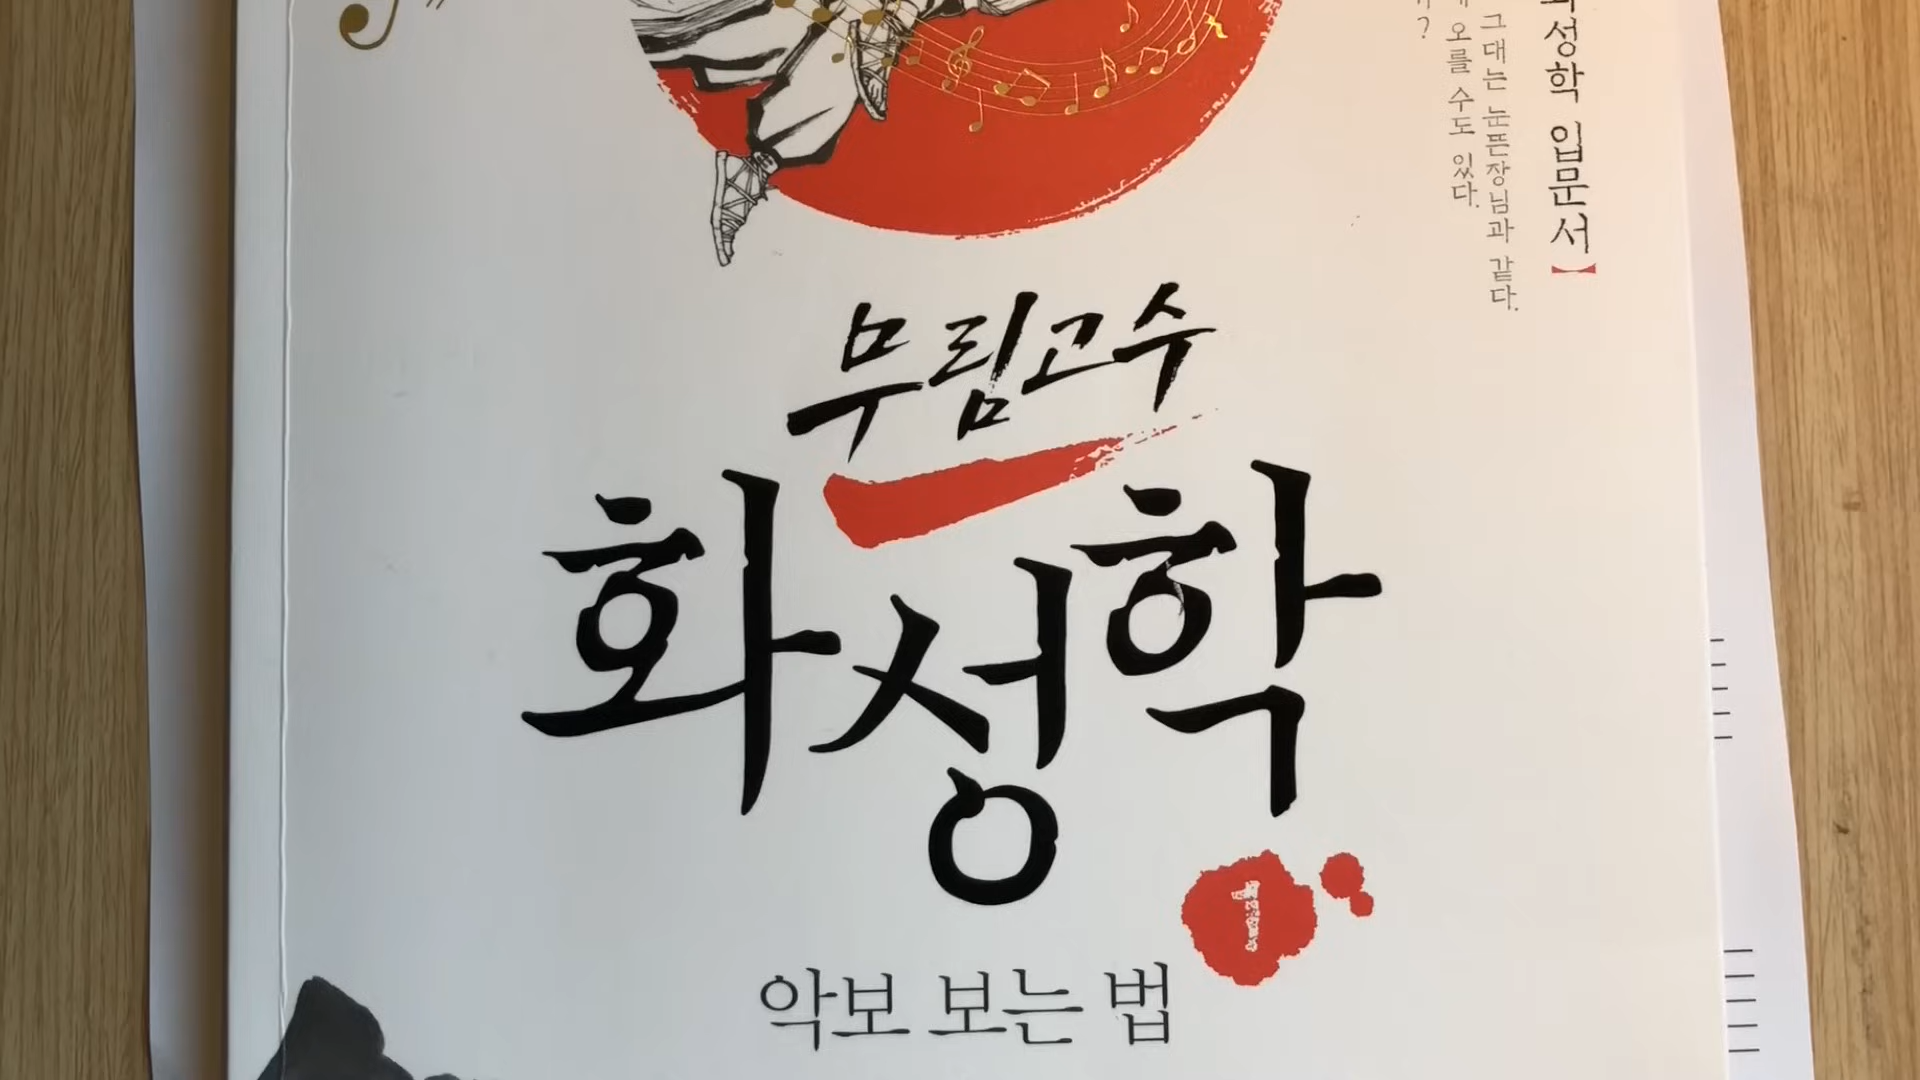 성학 입문서
그대는 눈뜬장님과 같다.
오를 수도 있다.
?
무림고수
화성학
1
악보 보는 법